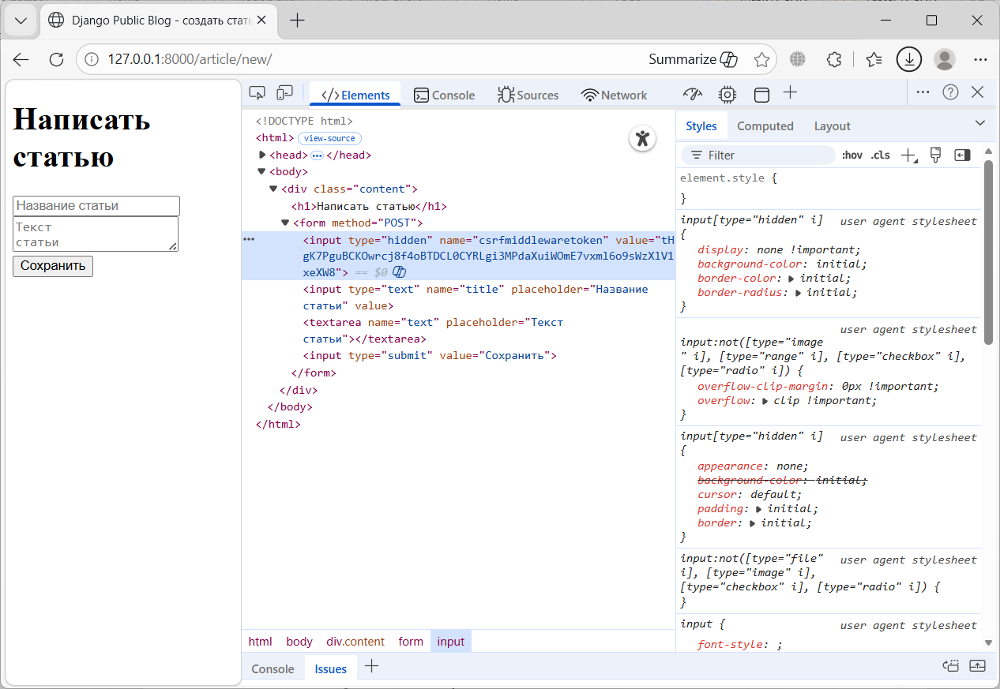 Django Public Blog - создать стать
127.0.0.1:8000/article/new/
Summarize
Написать
статью
Название статьи
Текст
статьи
Сохранить
</>Elements
Console
Sources
Network
<!DOCTYPE html>
<html> view-source
<head> ••• </head>
<body>
<div class="content">
<h1>Написать статью</h1>
<form method="POST">
<input type="hidden" name="csrfmiddlewaretoken" value="tH
gK7PguBCKOwrcj8f4oBTDCL0CYRLgi3MPdaXuiWOmE7vxml6o9sWzXlV1
xeXW8"> == $0
<input type="text" name="title" placeholder="Название
статьи" value>
<textarea name="text" placeholder="Текст
статьи"></textarea>
<input type="submit" value="Сохранить">
</form>
</div>
</body>
</html>
html body div.content form input
Styles Computed Layout
Filter :hov .cls
element.style {
}
input[type="hidden" i] user agent stylesheet
{
display: none !important;
background-color: initial;
border-color: initial;
border-radius: initial;
}
user agent stylesheet
input:not([type="image
" i], [type="range" i], [type="checkbox" i],
[type="radio" i]) {
overflow-clip-margin: 0px !important;
overflow: clip !important;
}
input[type="hidden" i] user agent stylesheet
{
appearance: none;
background-color: initial;
cursor: default;
padding: initial;
border: initial;
}
input:not([type="file" user agent stylesheet
i], [type="image" i],
[type="checkbox" i], [type="radio" i]) {
}
input { user agent stylesheet
font-style: ;
Console Issues